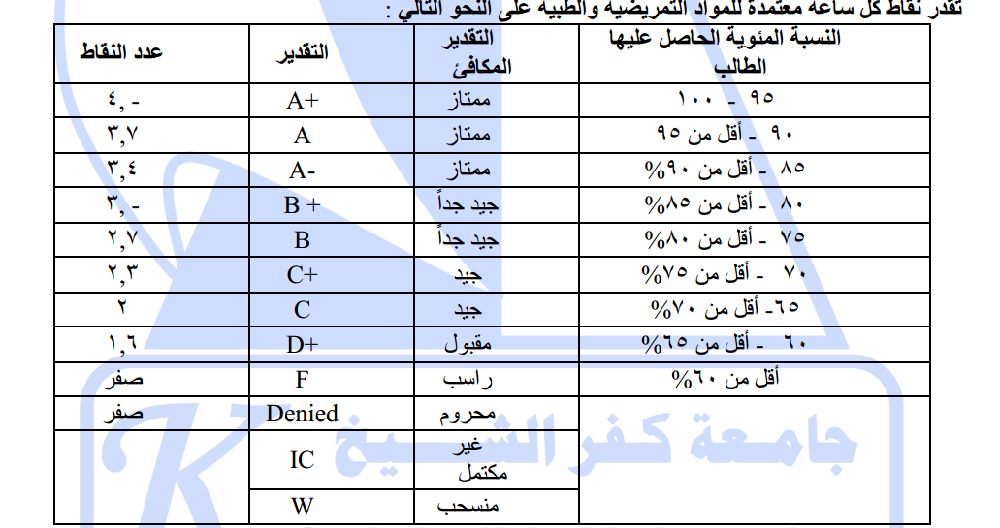 تقدر نقاط كل ساعة معتمدة للمواد التمريضية والطبية على النحو التالي :
النسبة المئوية الحاصل عليها الطالب | التقدير المكافئ | التقدير | عدد النقاط
٩٥ - ١٠٠ | ممتاز | A+ | ٤,-
٩٠ - أقل من ٩٥ | ممتاز | A | ٣,٧
٨٥ - أقل من ٩٠% | ممتاز | A- | ٣,٤
٨٠ - أقل من ٨٥% | جيد جداً | B + | ٣,-
٧٥ - أقل من ٨٠% | جيد جداً | B | ٢,٧
٧٠ - أقل من ٧٥% | جيد | C+ | ٢,٣
٦٥- أقل من ٧٠% | جيد | C | ٢
٦٠ - أقل من ٦٥% | مقبول | D+ | ١,٦
أقل من ٦٠% | راسب | F | صفر
محروم | Denied | صفر
غير مكتمل | IC
منسحب | W
جامعة كفر الشيخ
K